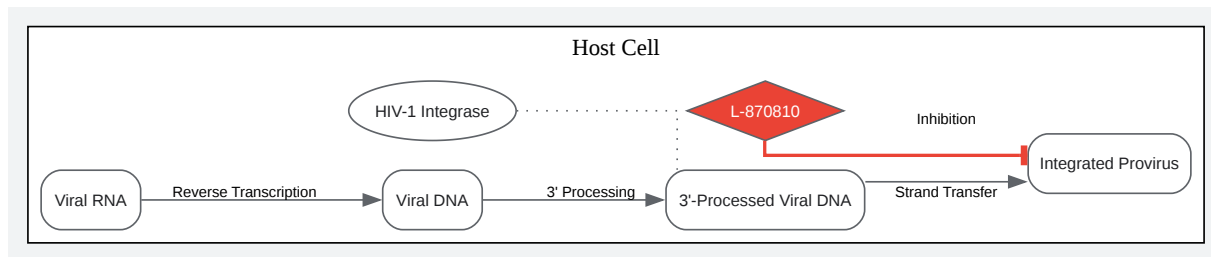 Host Cell
HIV-1 Integrase
L-870810
Inhibition
Integrated Provirus
Viral RNA
Reverse Transcription
Viral DNA
3' Processing
3'-Processed Viral DNA
Strand Transfer